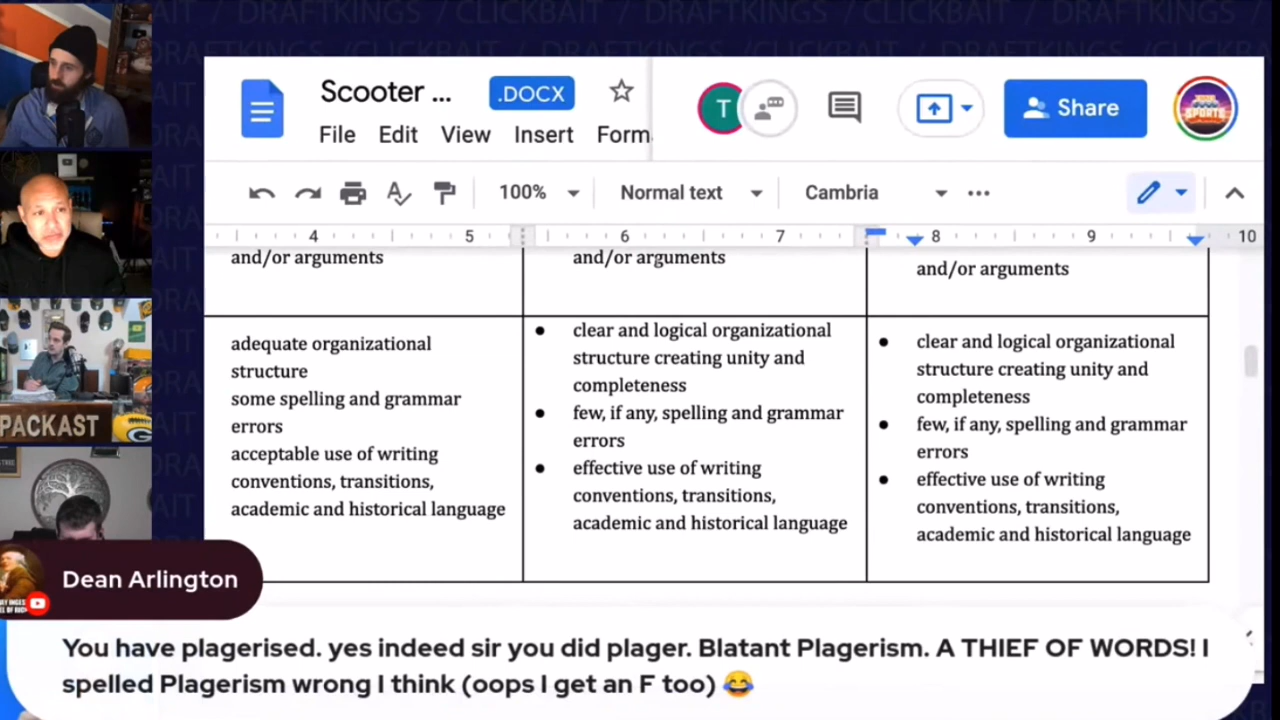 DRAFTKINGS / CLICKBAIT / DRAFTKINGS / CLICKBAIT / DRAFTKINGS /
Scooter ... .DOCX
T
Share
File Edit View Insert Form
100% Normal text Cambria
4 5 6 7 8 9 10
and/or arguments
and/or arguments
and/or arguments
adequate organizational
structure
some spelling and grammar
errors
acceptable use of writing
conventions, transitions,
academic and historical language
● clear and logical organizational
structure creating unity and
completeness
● few, if any, spelling and grammar
errors
● effective use of writing
conventions, transitions,
academic and historical language
● clear and logical organizational
structure creating unity and
completeness
● few, if any, spelling and grammar
errors
● effective use of writing
conventions, transitions,
academic and historical language
PACKAST
Dean Arlington
You have plagerised. yes indeed sir you did plager. Blatant Plagerism. A THIEF OF WORDS! I
spelled Plagerism wrong I think (oops I get an F too) 😂